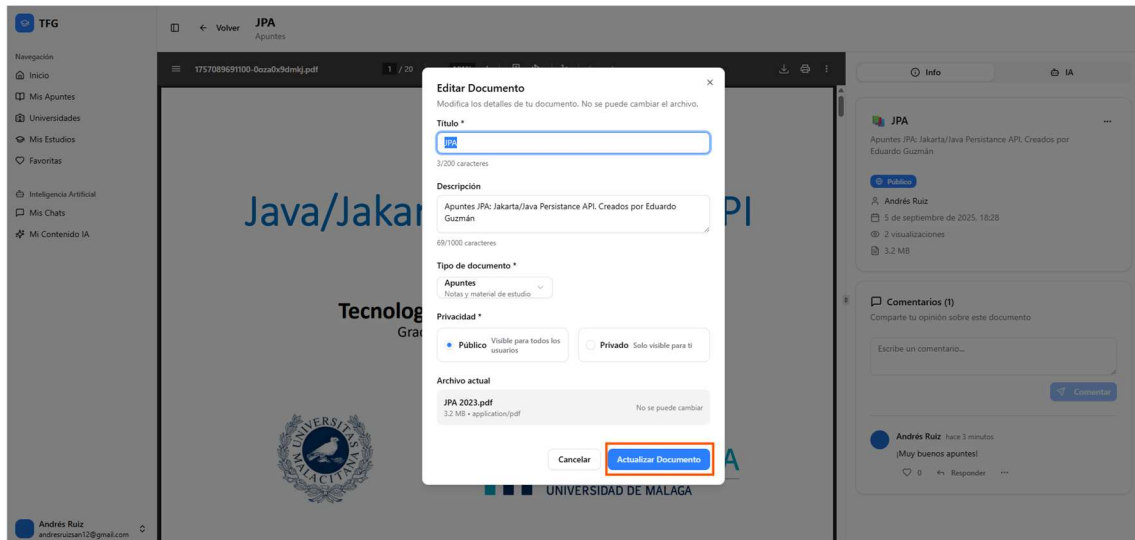 TFG
Navegación
Inicio
Mis Apuntes
Universidades
Mis Estudios
Favoritas
Inteligencia Artificial
Mis Chats
Mi Contenido IA
Andrés Ruiz
andresruizsan12@gmail.com
Volver
JPA
Apuntes
1757089691100-0oza0x9dmkj.pdf
1 / 20
Java/Jakar
PI
Tecnolog
Grad
UNIVERSITAS
MALACITANA
A
UNIVERSIDAD DE MÁLAGA
Editar Documento
Modifica los detalles de tu documento. No se puede cambiar el archivo.
Título *
JPA
3/200 caracteres
Descripción
Apuntes JPA: Jakarta/Java Persistance API. Creados por Eduardo
Guzmán
69/1000 caracteres
Tipo de documento *
Apuntes
Notas y material de estudio
Privacidad *
Público Visible para todos los
usuarios
Privado Solo visible para ti
Archivo actual
JPA 2023.pdf
3.2 MB • application/pdf
No se puede cambiar
Cancelar
Actualizar Documento
Info
IA
JPA
Apuntes JPA: Jakarta/Java Persistance API. Creados por
Eduardo Guzmán
Público
Andrés Ruiz
5 de septiembre de 2025, 18:28
2 visualizaciones
3.2 MB
Comentarios (1)
Comparte tu opinión sobre este documento
Escribe un comentario...
Comentar
Andrés Ruiz hace 3 minutos
¡Muy buenos apuntes!
0 Responder